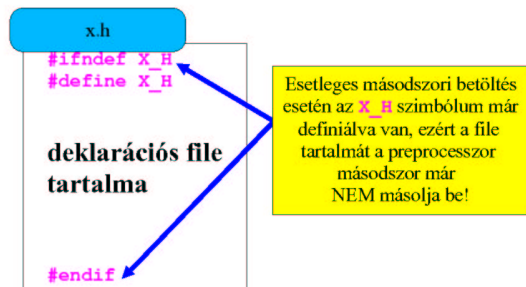 x.h
#ifndef X_H
#define X_H
deklarációs file
tartalma
#endif
Esetleges másodszori betöltés
esetén az X_H szimbólum már
definiálva van, ezért a file
tartalmát a preprocesszor
másodszor már
NEM másolja be!